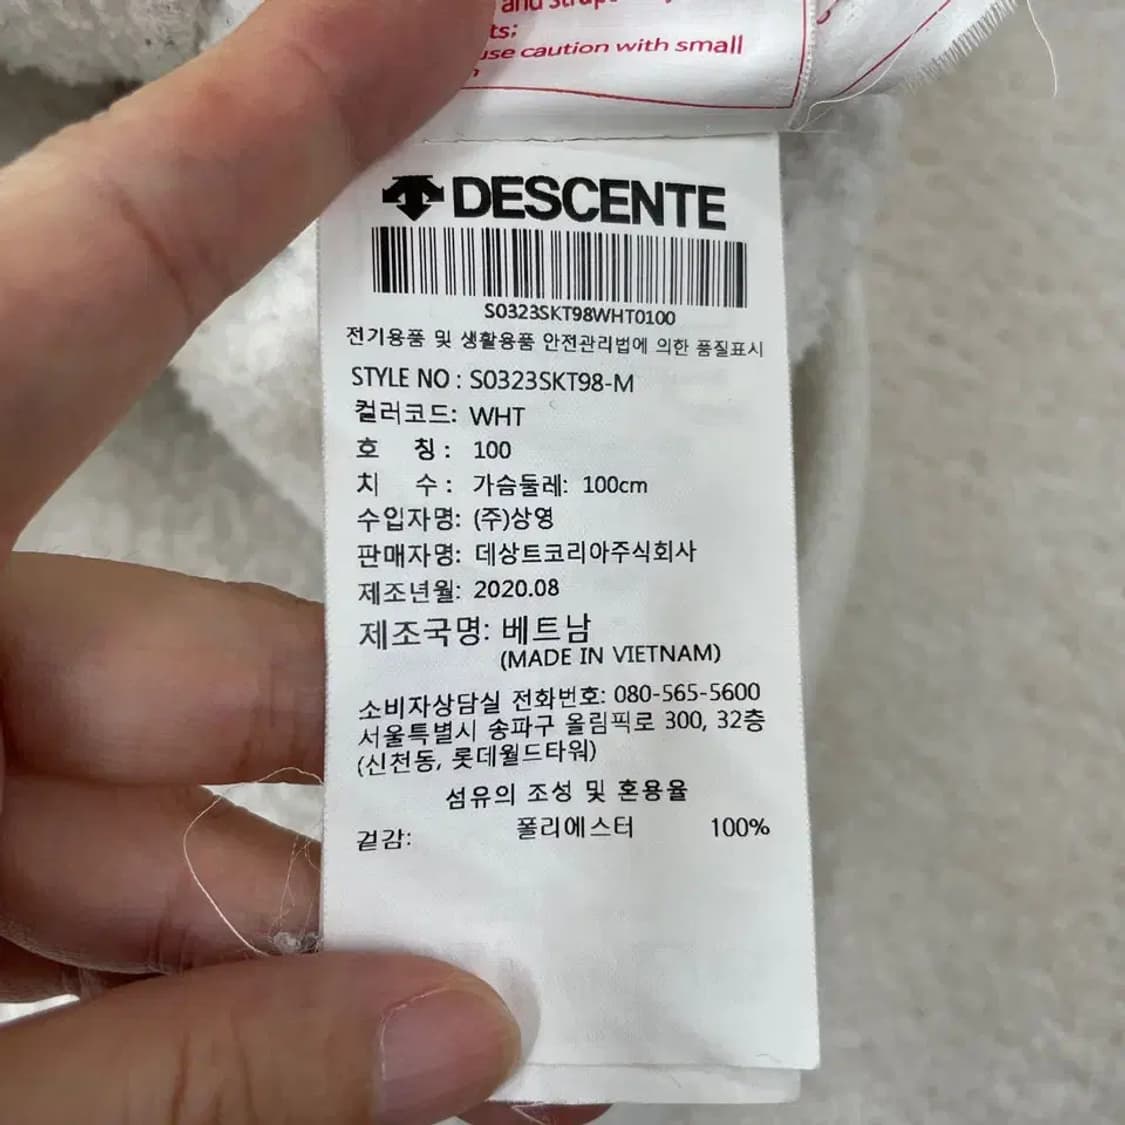 and straps
ts;
use caution with small
DESCENTE
S0323SKT98WHT0100
전기용품 및 생활용품 안전관리법에 의한 품질표시
STYLE NO : S0323SKT98-M
컬러코드: WHT
호 칭 : 100
치 수 : 가슴둘레: 100cm
수입자명: (주)상영
판매자명: 데상트코리아주식회사
제조년월: 2020.08
제조국명: 베트남
(MADE IN VIETNAM)
소비자상담실 전화번호: 080-565-5600
서울특별시 송파구 올림픽로 300, 32층
(신천동, 롯데월드타워)
섬유의 조성 및 혼용율
겉감: 폴리에스터 100%